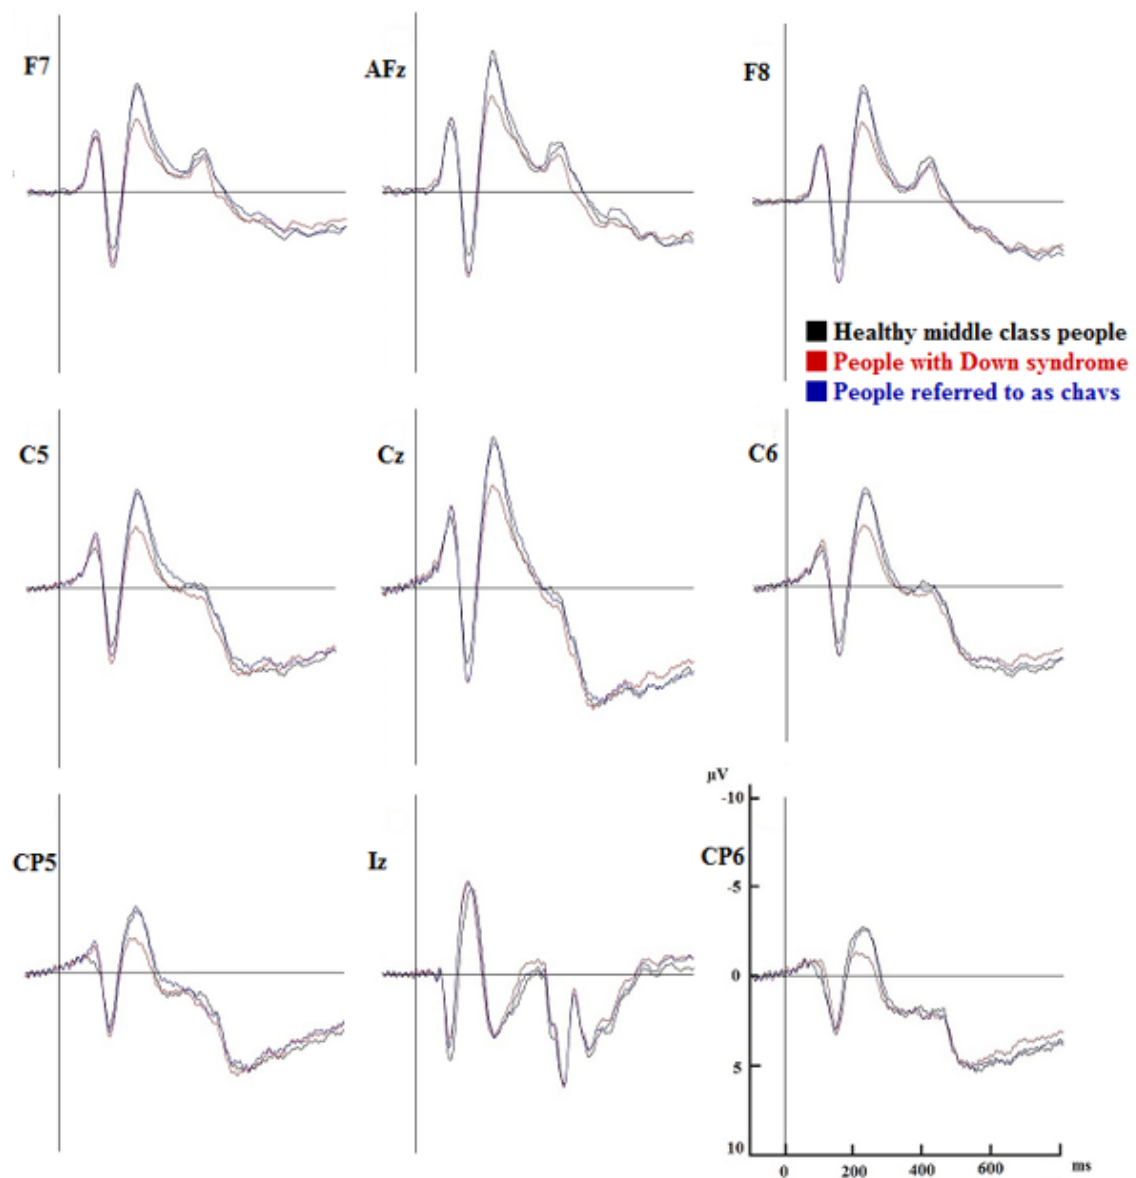 F7
AFz
F8
Healthy middle class people
People with Down syndrome
People referred to as chavs
C5
Cz
C6
CP5
Iz
CP6
µV
-10
-5
0
5
10
0
200
400
600
ms